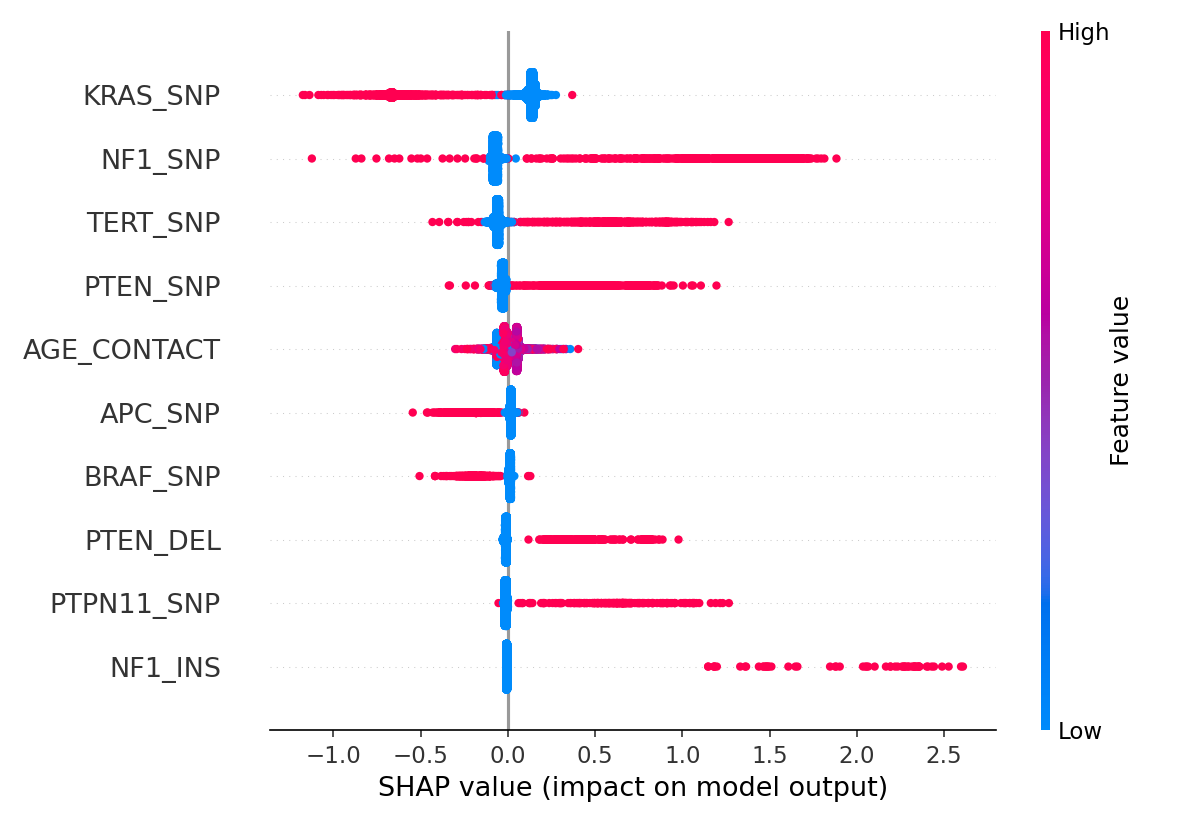 High
KRAS_SNP
NF1_SNP
TERT_SNP
PTEN_SNP
AGE_CONTACT
APC_SNP
BRAF_SNP
PTEN_DEL
PTPN11_SNP
NF1_INS
Feature value
Low
−1.0 −0.5 0.0 0.5 1.0 1.5 2.0 2.5
SHAP value (impact on model output)